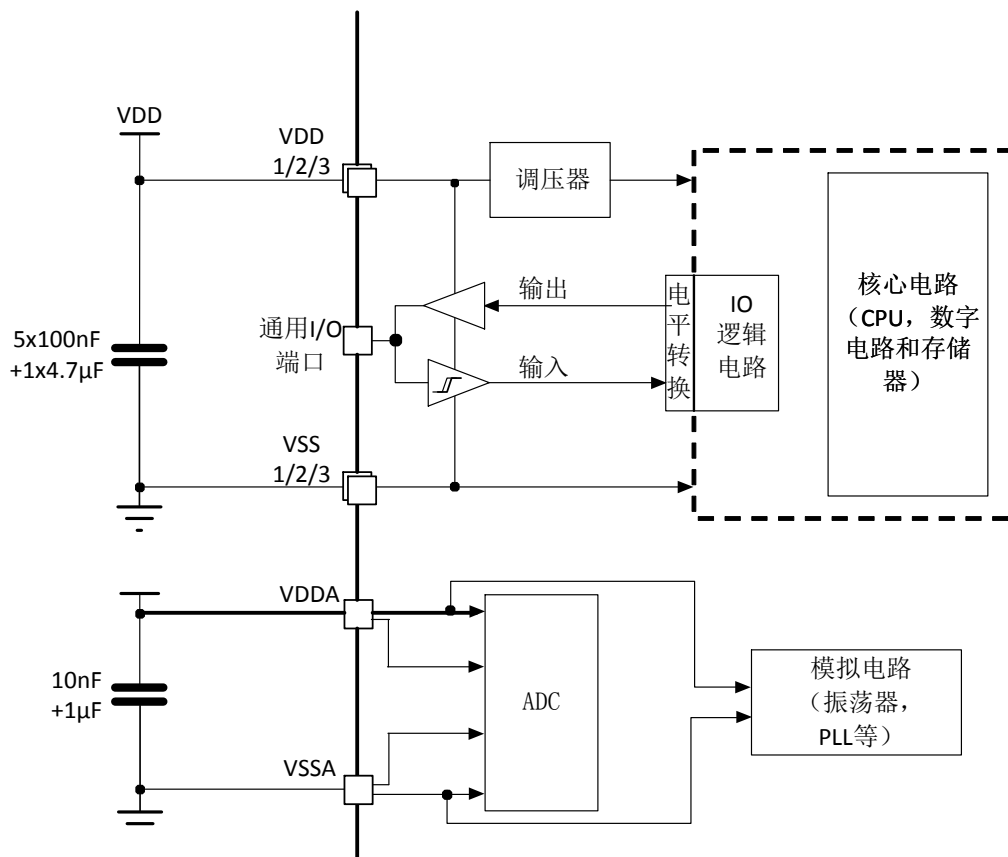 VDD
VDD
1/2/3
调压器
5x100nF
+1x4.7µF
通用I/O
端口
输出
输入
电
平
转
换
IO
逻辑
电路
核心电路
（CPU，数字
电路和存储
器）
VSS
1/2/3
VDDA
10nF
+1µF
VSSA
ADC
模拟电路
（振荡器，
PLL等）